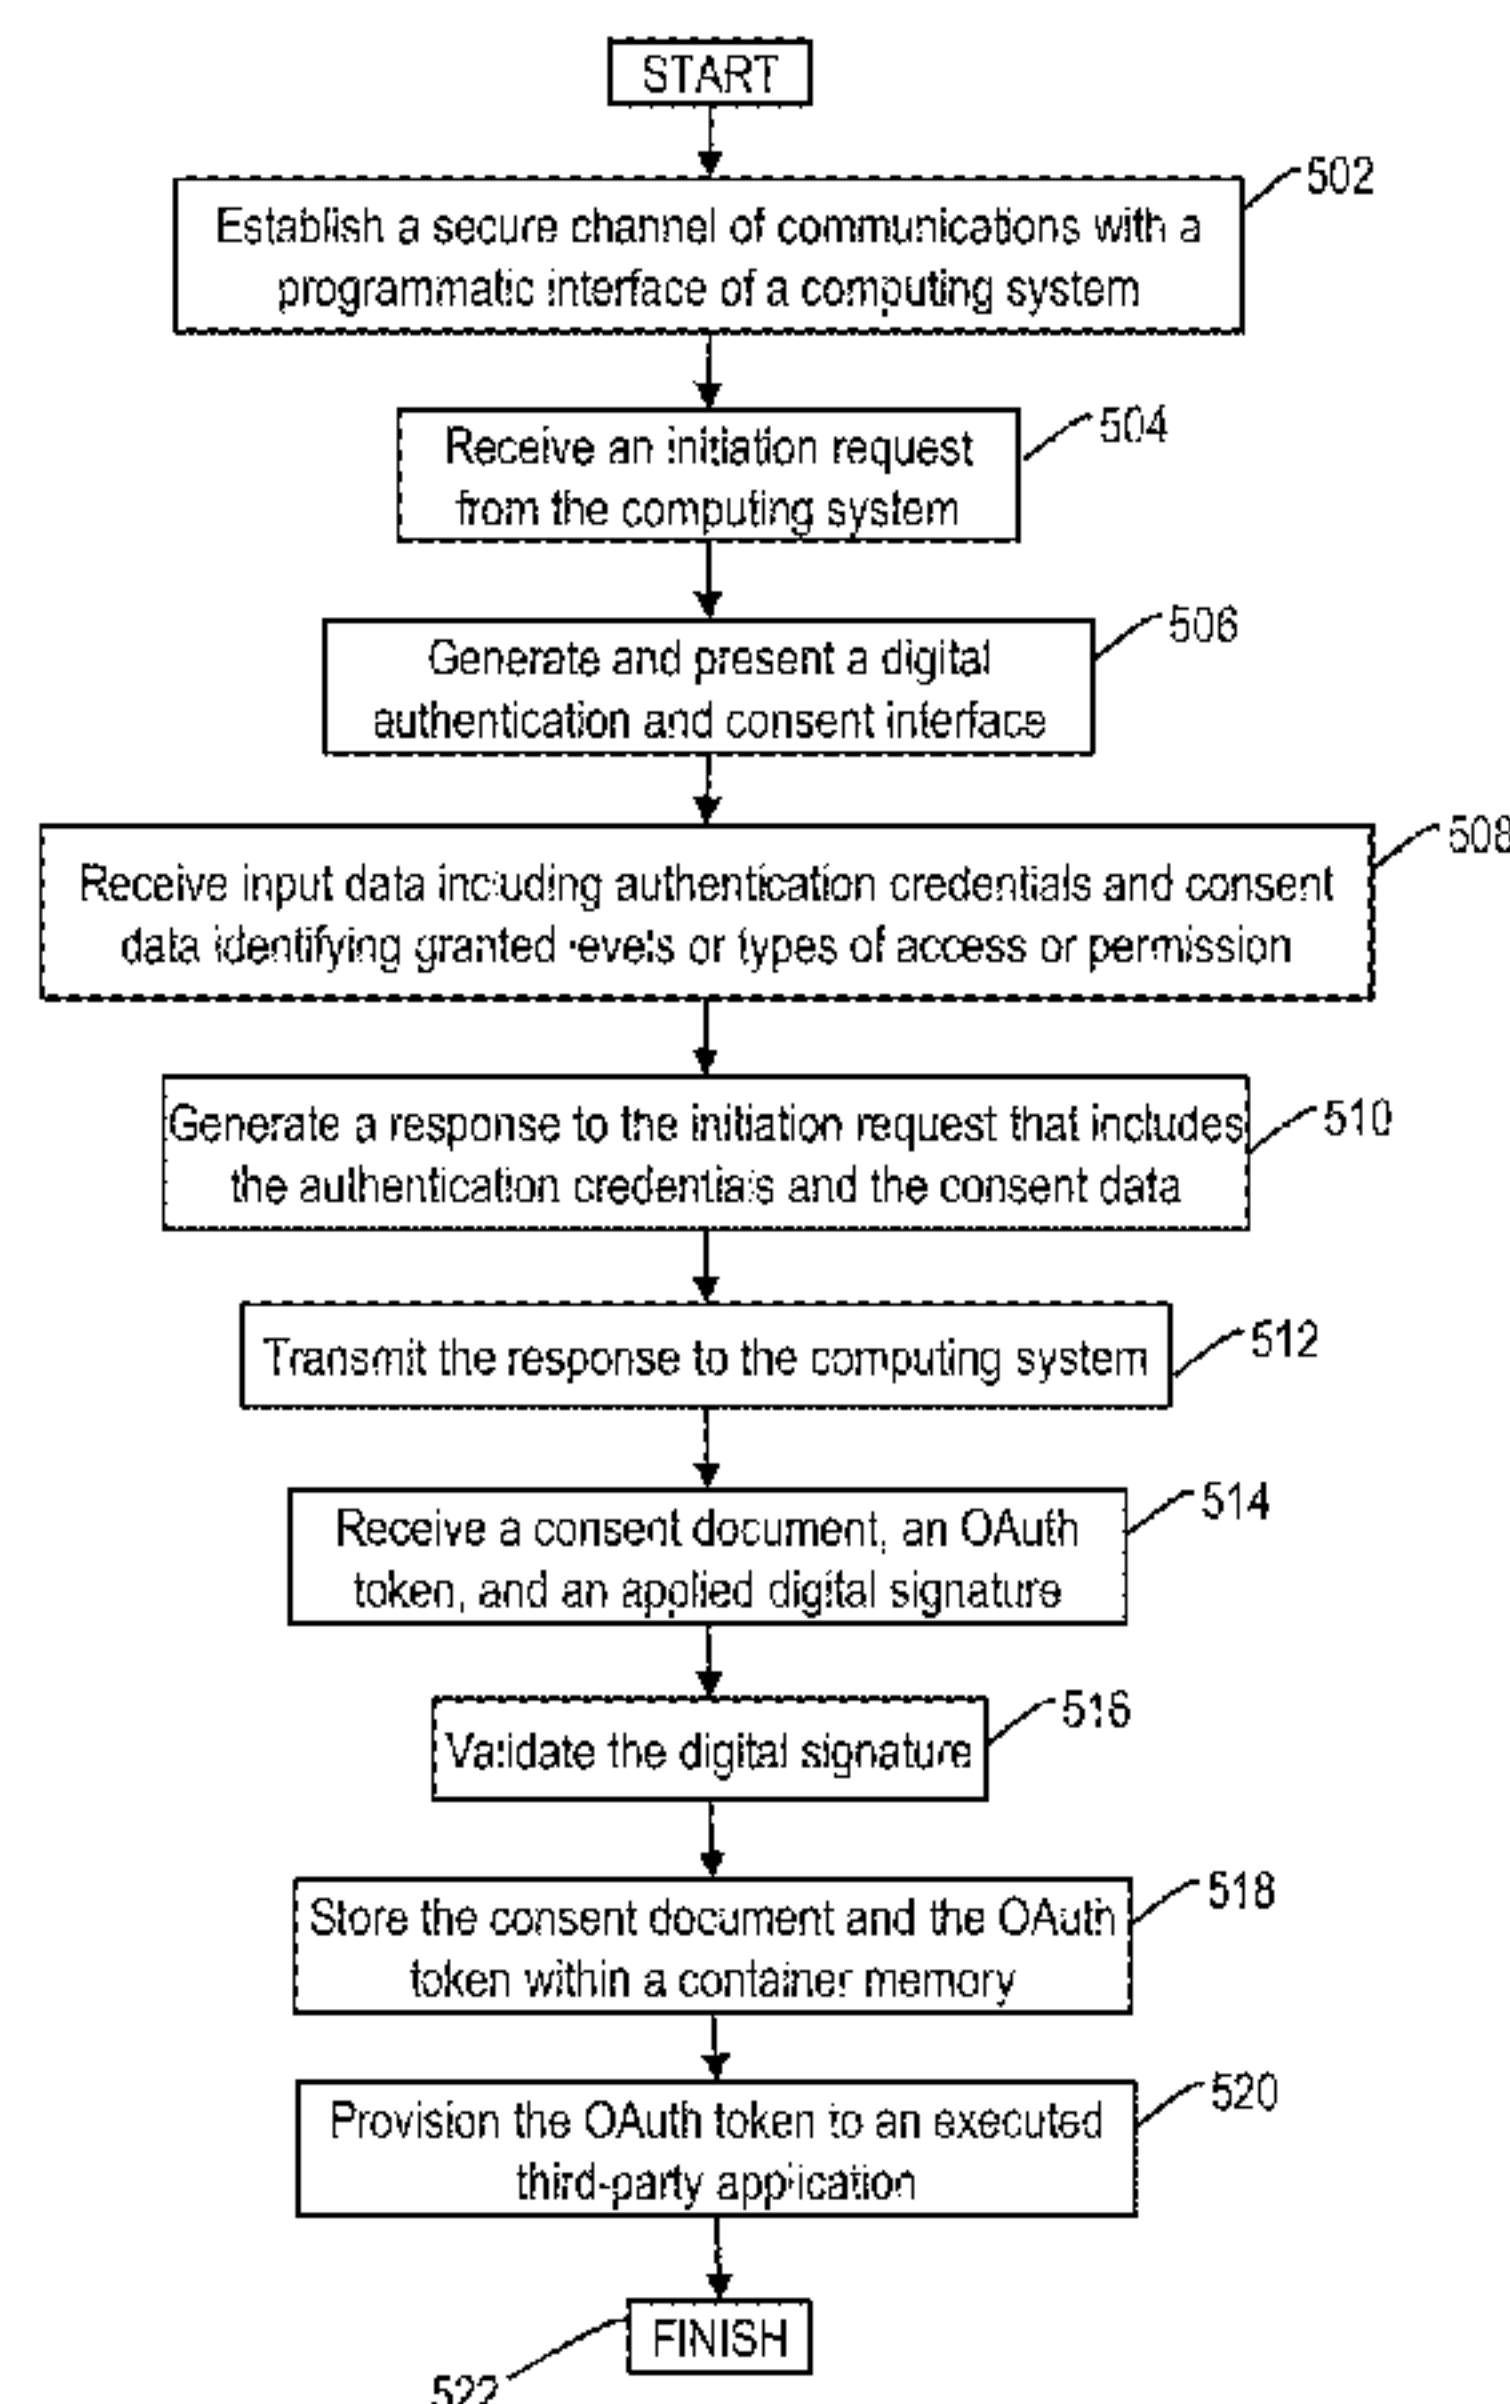 START
502
Establish a secure channel of communications with a
programmatic interface of a computing system
504
Receive an initiation request
from the computing system
506
Generate and present a digital
authentication and consent interface
508
Receive input data including authentication credentials and consent
data identifying granted levels or types of access or permission
510
Generate a response to the initiation request that includes
the authentication credentials and the consent data
512
Transmit the response to the computing system
514
Receive a consent document, an OAuth
token, and an applied digital signature
516
Validate the digital signature
518
Store the consent document and the OAuth
token within a container memory
520
Provision the OAuth token to an executed
third-party application
FINISH
522